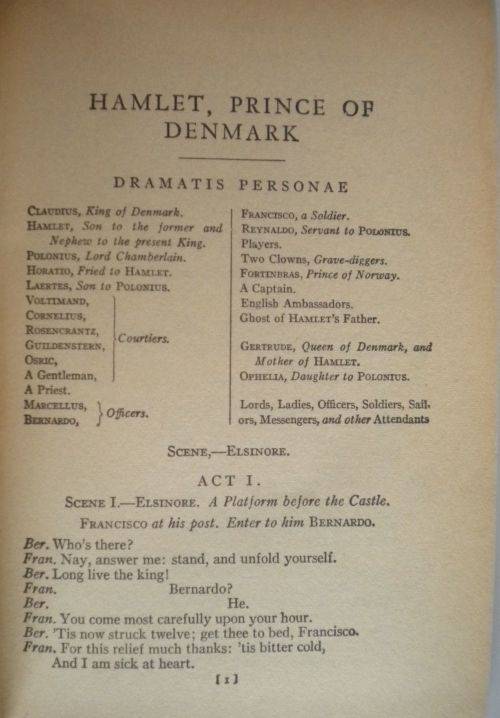 HAMLET, PRINCE OF
DENMARK
DRAMATIS PERSONAE
CLAUDIUS, King of Denmark.
HAMLET, Son to the former and
Nephew to the present King.
POLONIUS, Lord Chamberlain.
HORATIO, Fried to HAMLET.
LAERTES, Son to POLONIUS.
VOLTIMAND,
CORNELIUS,
ROSENCRANTZ,
GUILDENSTERN,
OSRIC,
A Gentleman,
Courtiers.
A Priest.
MARCELLUS,
BERNARDO,
Officers.
FRANCISCO, a Soldier.
REYNALDO, Servant to POLONIUS.
Players.
Two Clowns, Grave-diggers.
FORTINBRAS, Prince of Norway.
A Captain.
English Ambassadors.
Ghost of HAMLET'S Father.
GERTRUDE, Queen of Denmark, and
Mother of HAMLET.
OPHELIA, Daughter to POLONIUS.
Lords, Ladies, Officers, Soldiers, Sail-
ors, Messengers, and other Attendants
SCENE,—ELSINORE.
ACT I.
SCENE I.—ELSINORE. A Platform before the Castle.
FRANCISCO at his post. Enter to him BERNARDO.
Ber. Who's there?
Fran. Nay, answer me: stand, and unfold yourself.
Ber. Long live the king!
Fran. Bernardo?
Ber. He.
Fran. You come most carefully upon your hour.
Ber. 'Tis now struck twelve; get thee to bed, Francisco.
Fran. For this relief much thanks: 'tis bitter cold,
And I am sick at heart.
[1]